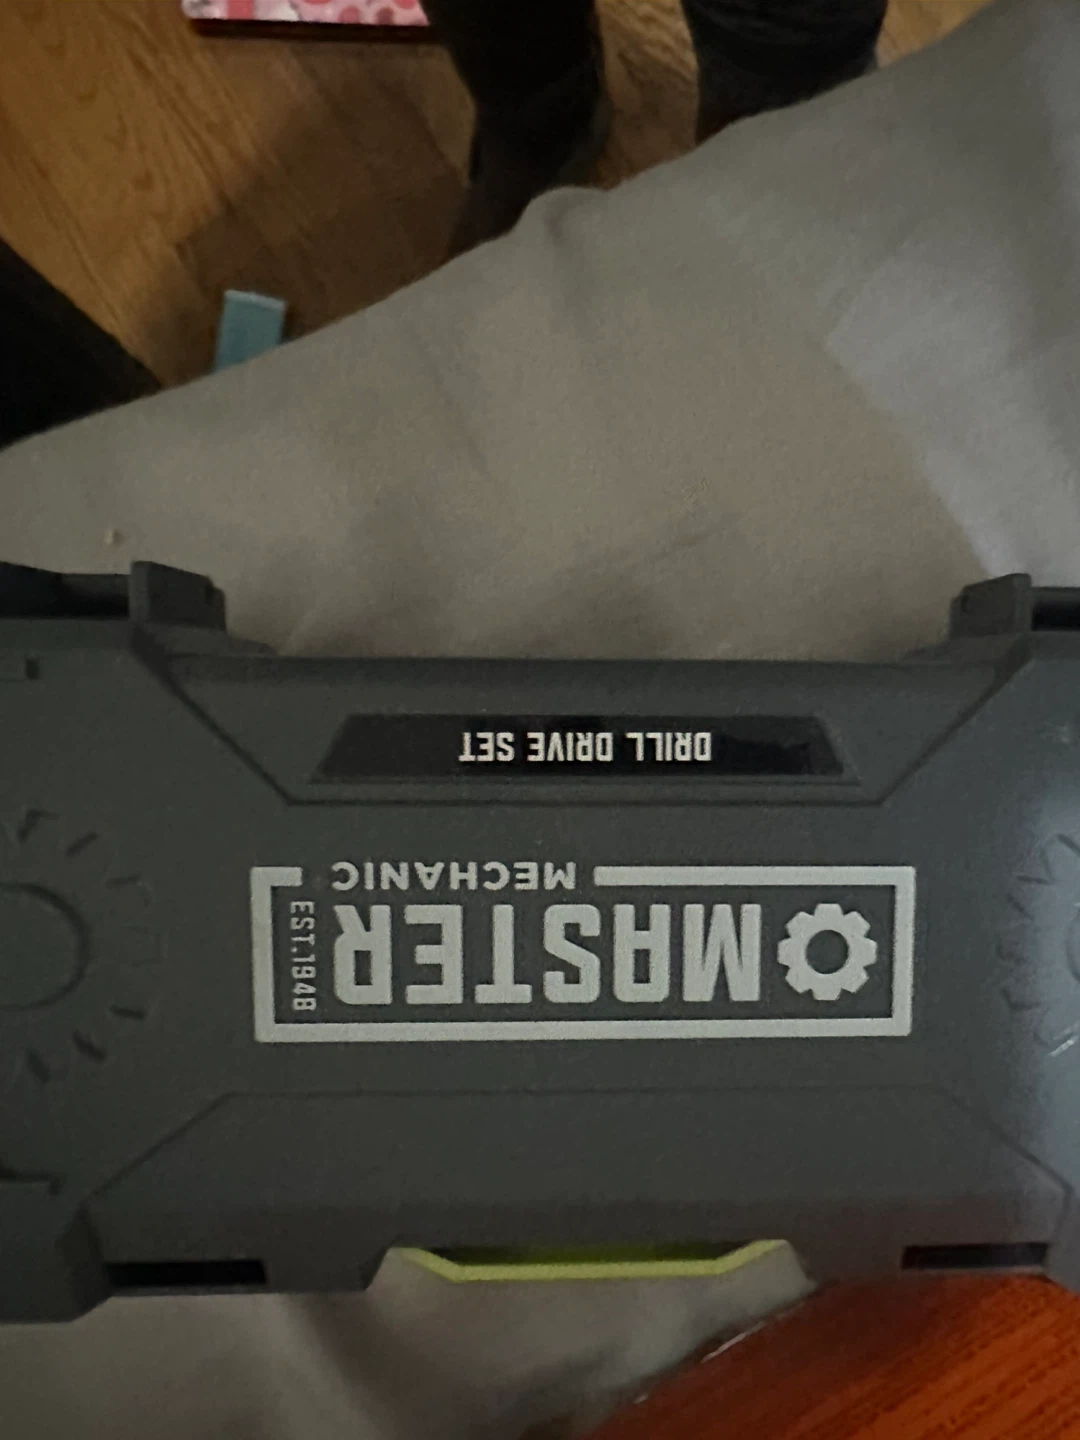 MASTER
MECHANIC
EST.1948
DRILL DRIVE SET